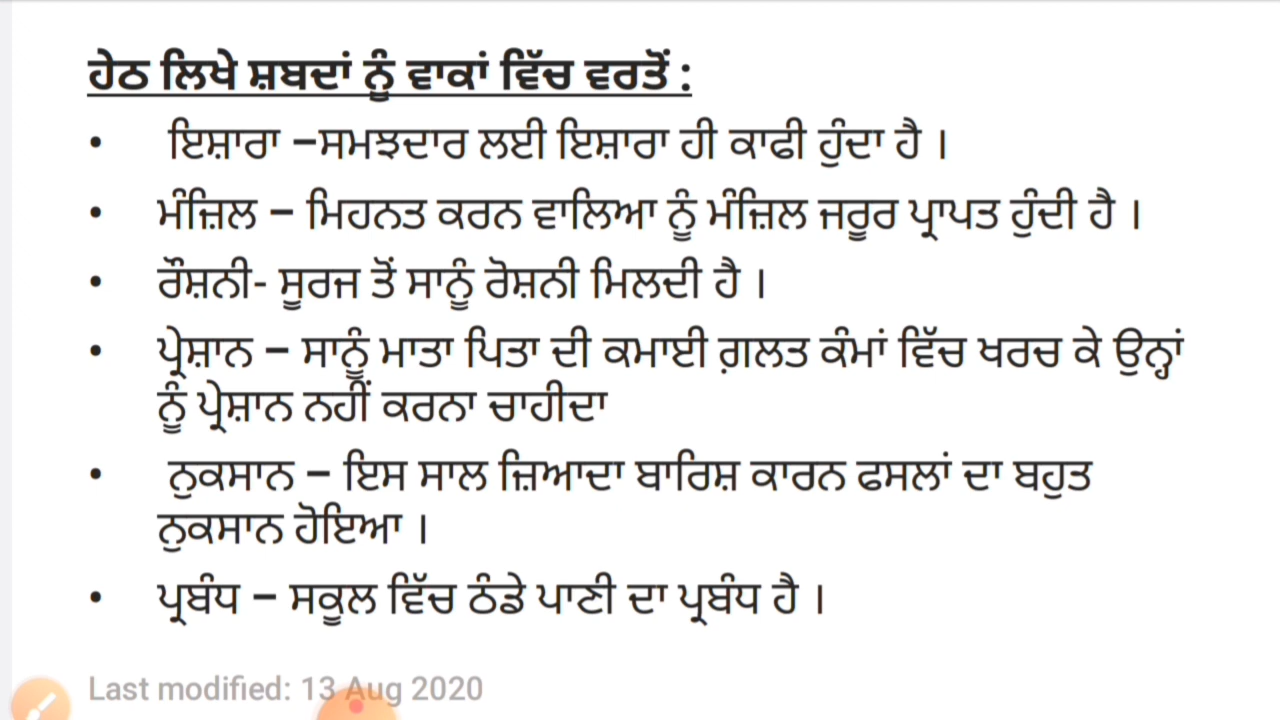 ਹੇਠ ਲਿਖੇ ਸ਼ਬਦਾਂ ਨੂੰ ਵਾਕਾਂ ਵਿੱਚ ਵਰਤੋਂ :
• ਇਸ਼ਾਰਾ –ਸਮਝਦਾਰ ਲਈ ਇਸ਼ਾਰਾ ਹੀ ਕਾਫੀ ਹੁੰਦਾ ਹੈ ।
• ਮੰਜ਼ਿਲ – ਮਿਹਨਤ ਕਰਨ ਵਾਲਿਆ ਨੂੰ ਮੰਜ਼ਿਲ ਜਰੂਰ ਪ੍ਰਾਪਤ ਹੁੰਦੀ ਹੈ ।
• ਰੌਸ਼ਨੀ- ਸੂਰਜ ਤੋਂ ਸਾਨੂੰ ਰੋਸ਼ਨੀ ਮਿਲਦੀ ਹੈ ।
• ਪ੍ਰੇਸ਼ਾਨ – ਸਾਨੂੰ ਮਾਤਾ ਪਿਤਾ ਦੀ ਕਮਾਈ ਗ਼ਲਤ ਕੰਮਾਂ ਵਿੱਚ ਖਰਚ ਕੇ ਉਨ੍ਹਾਂ
ਨੂੰ ਪ੍ਰੇਸ਼ਾਨ ਨਹੀਂ ਕਰਨਾ ਚਾਹੀਦਾ
• ਨੁਕਸਾਨ – ਇਸ ਸਾਲ ਜ਼ਿਆਦਾ ਬਾਰਿਸ਼ ਕਾਰਨ ਫਸਲਾਂ ਦਾ ਬਹੁਤ
ਨੁਕਸਾਨ ਹੋਇਆ ।
• ਪ੍ਰਬੰਧ – ਸਕੂਲ ਵਿੱਚ ਠੰਡੇ ਪਾਣੀ ਦਾ ਪ੍ਰਬੰਧ ਹੈ ।
Last modified: 13 Aug 2020